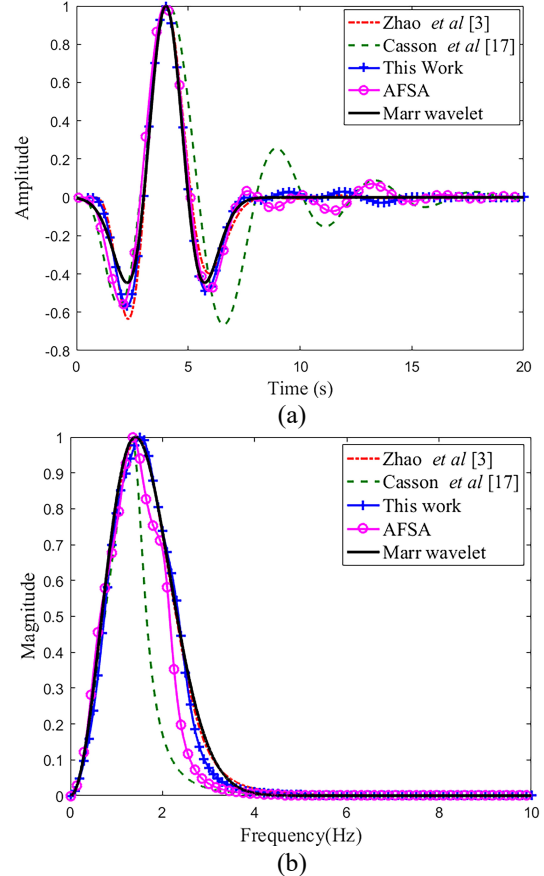 1
0.8
0.6
0.4
0.2
0
-0.2
-0.4
-0.6
-0.8
Amplitude
Zhao et al [3]
Casson et al [17]
This Work
AFSA
Marr wavelet
0 5 10 15 20
Time (s)
(a)
1
0.9
0.8
0.7
0.6
0.5
0.4
0.3
0.2
0.1
0
Magnitude
Zhao et al [3]
Casson et al [17]
This work
AFSA
Marr wavelet
0 2 4 6 8 10
Frequency(Hz)
(b)